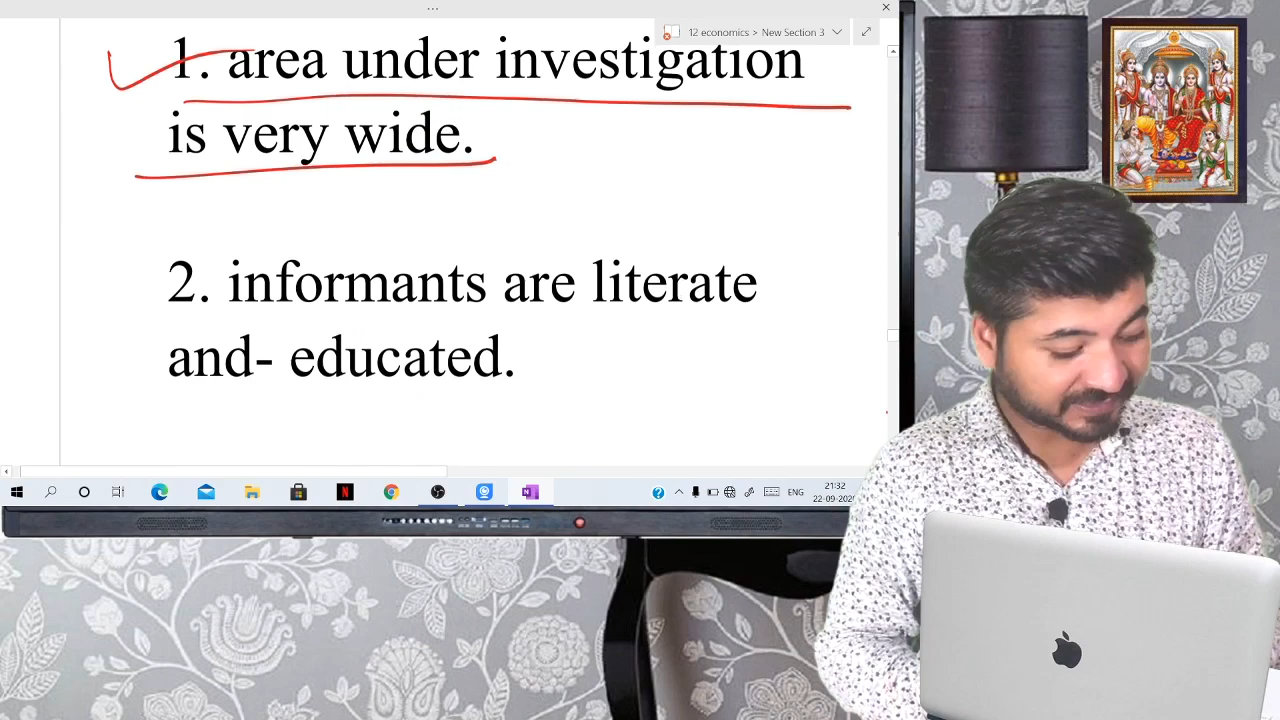 12 economics > New Section 3
1. area under investigation
is very wide.
2. informants are literate
and- educated.
ENG
21:32